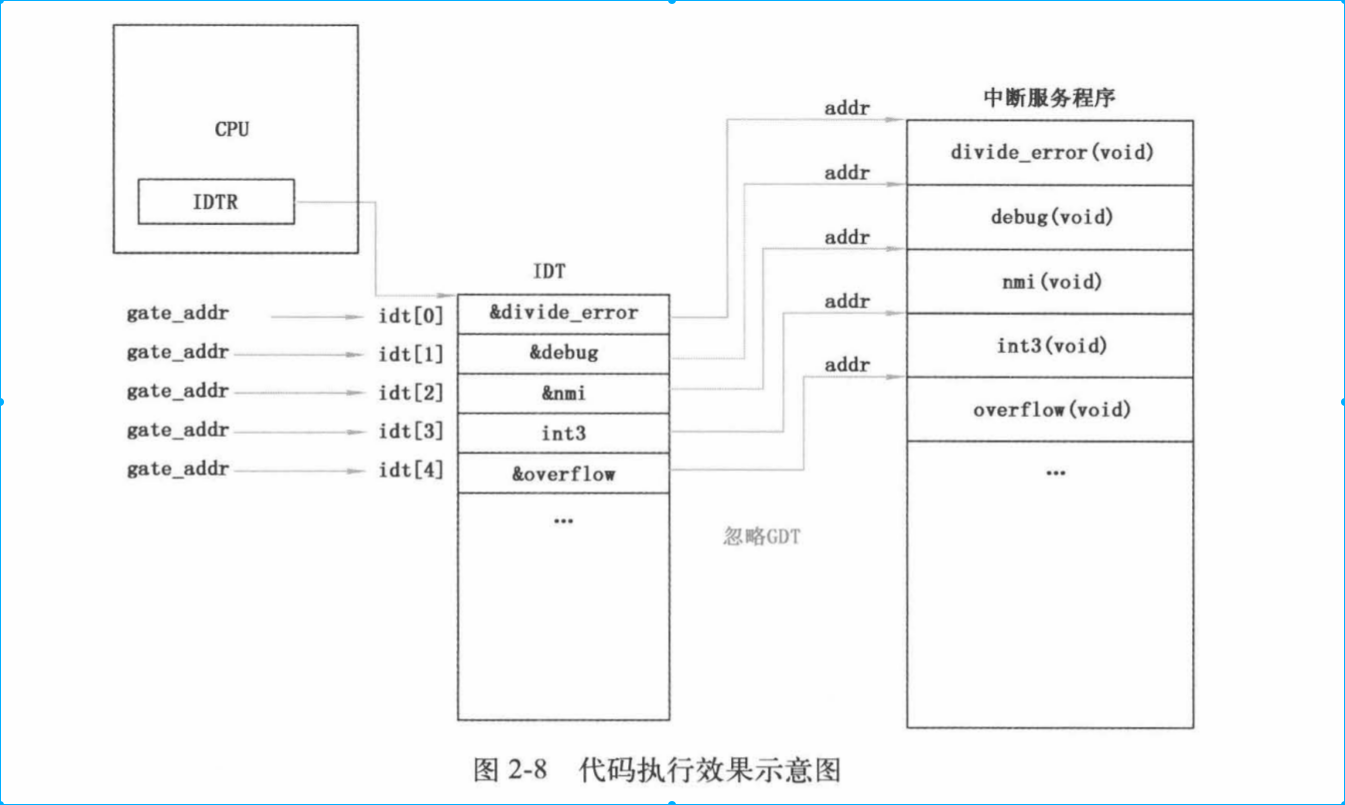 CPU
IDTR
中断服务程序
addr
divide_error(void)
addr
debug(void)
addr
nmi(void)
addr
int3(void)
addr
overflow(void)
...
IDT
gate_addr idt[0] &divide_error
gate_addr idt[1] &debug
gate_addr idt[2] &nmi
gate_addr idt[3] int3
gate_addr idt[4] &overflow
...
忽略GDT
图 2-8 代码执行效果示意图